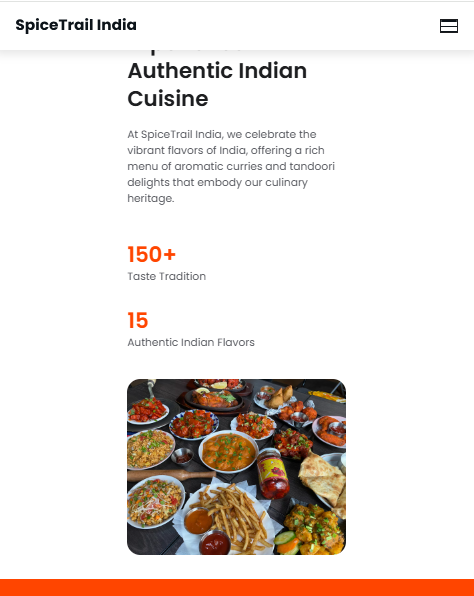 SpiceTrail India
Authentic Indian
Cuisine
At SpiceTrail India, we celebrate the
vibrant flavors of India, offering a rich
menu of aromatic curries and tandoori
delights that embody our culinary
heritage.
150+
Taste Tradition
15
Authentic Indian Flavors